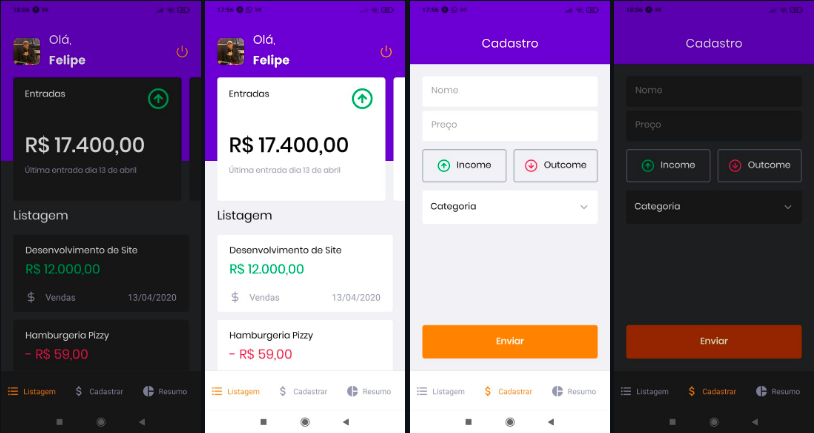 17:56
4G
Olá,
Felipe
Entradas
R$ 17.400,00
Última entrada dia 13 de abril
Listagem
Desenvolvimento de Site
R$ 12.000,00
$ Vendas 13/04/2020
Hamburgeria Pizzy
- R$ 59,00
Listagem $ Cadastrar Resumo
17:56
4G
Olá,
Felipe
Entradas
R$ 17.400,00
Última entrada dia 13 de abril
Listagem
Desenvolvimento de Site
R$ 12.000,00
$ Vendas 13/04/2020
Hamburgeria Pizzy
- R$ 59,00
Listagem $ Cadastrar Resumo
17:56
4G
Cadastro
Nome
Preço
Income Outcome
Categoria
Enviar
Listagem $ Cadastrar Resumo
17:56
4G
Cadastro
Nome
Preço
Income Outcome
Categoria
Enviar
Listagem $ Cadastrar Resumo